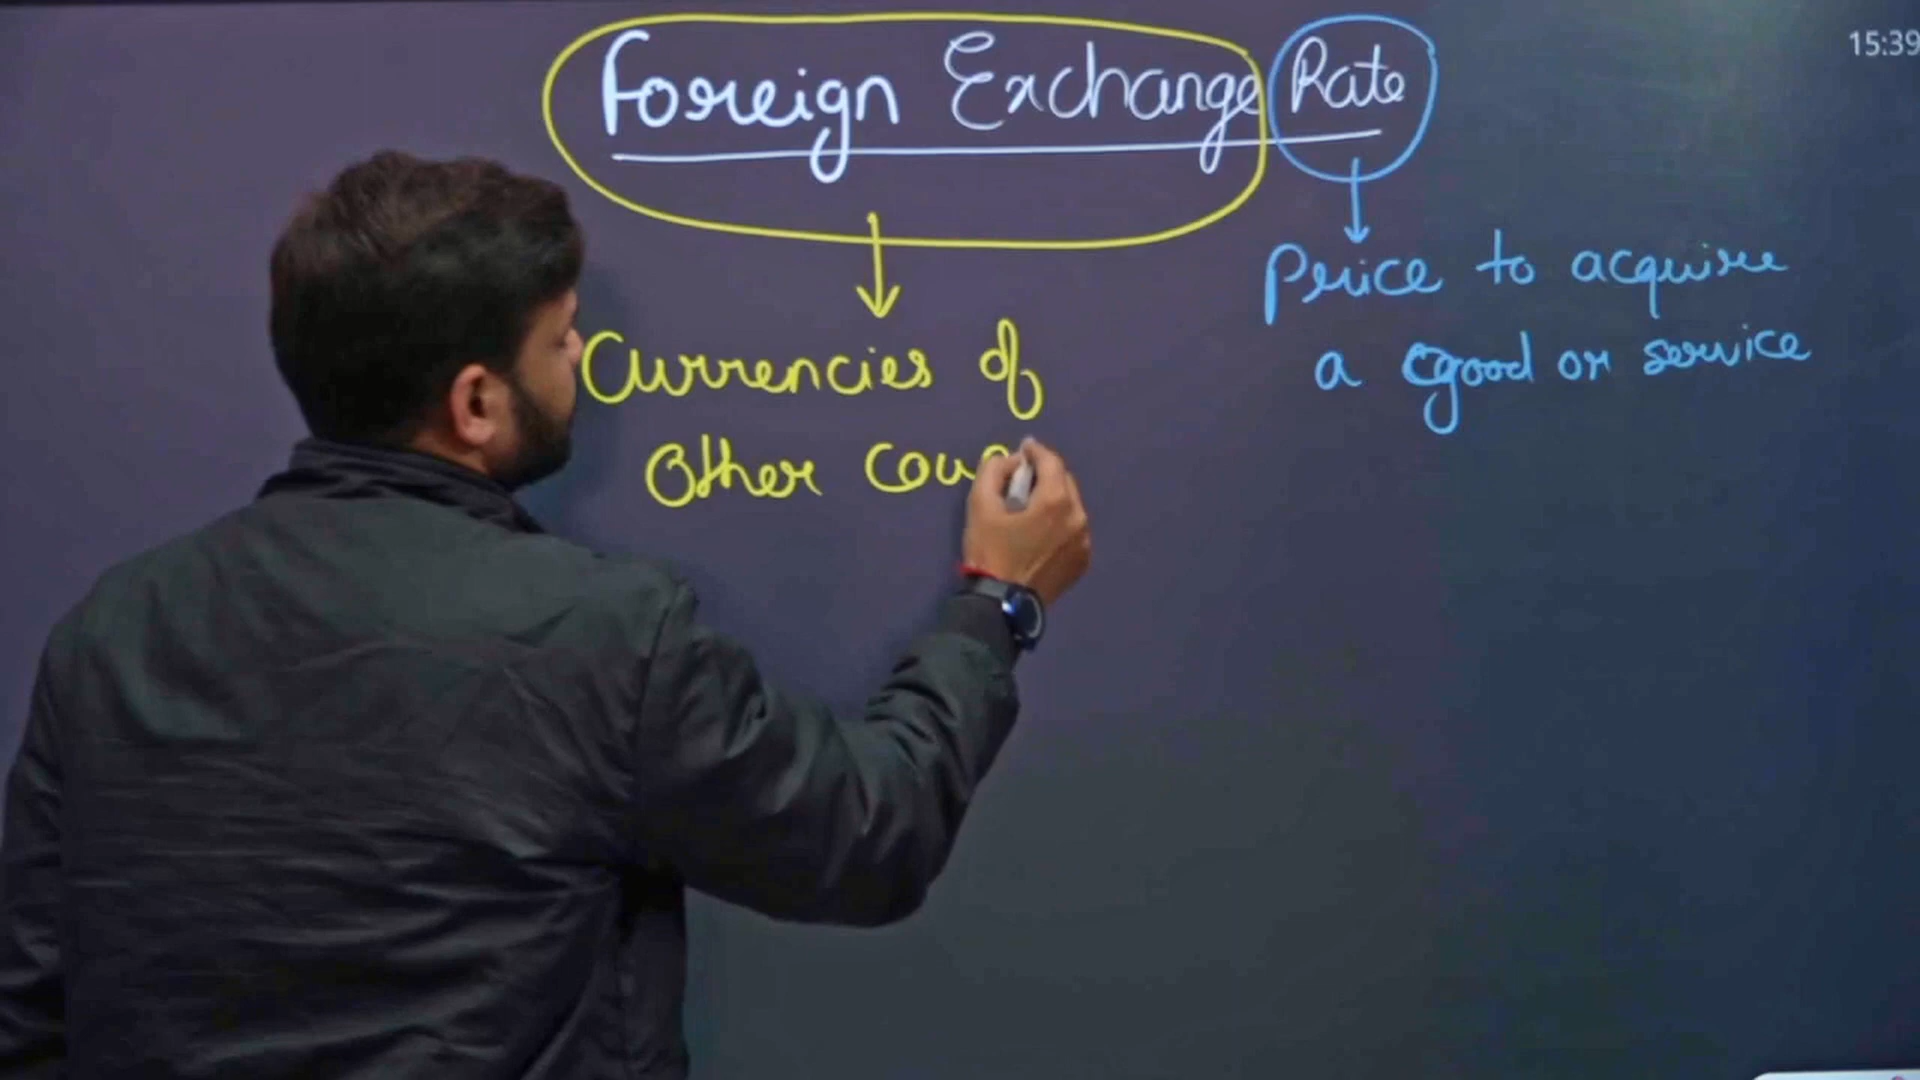 Foreign Exchange Rate
15:39
Price to acquire
a good or service
Currencies of
Other Cou